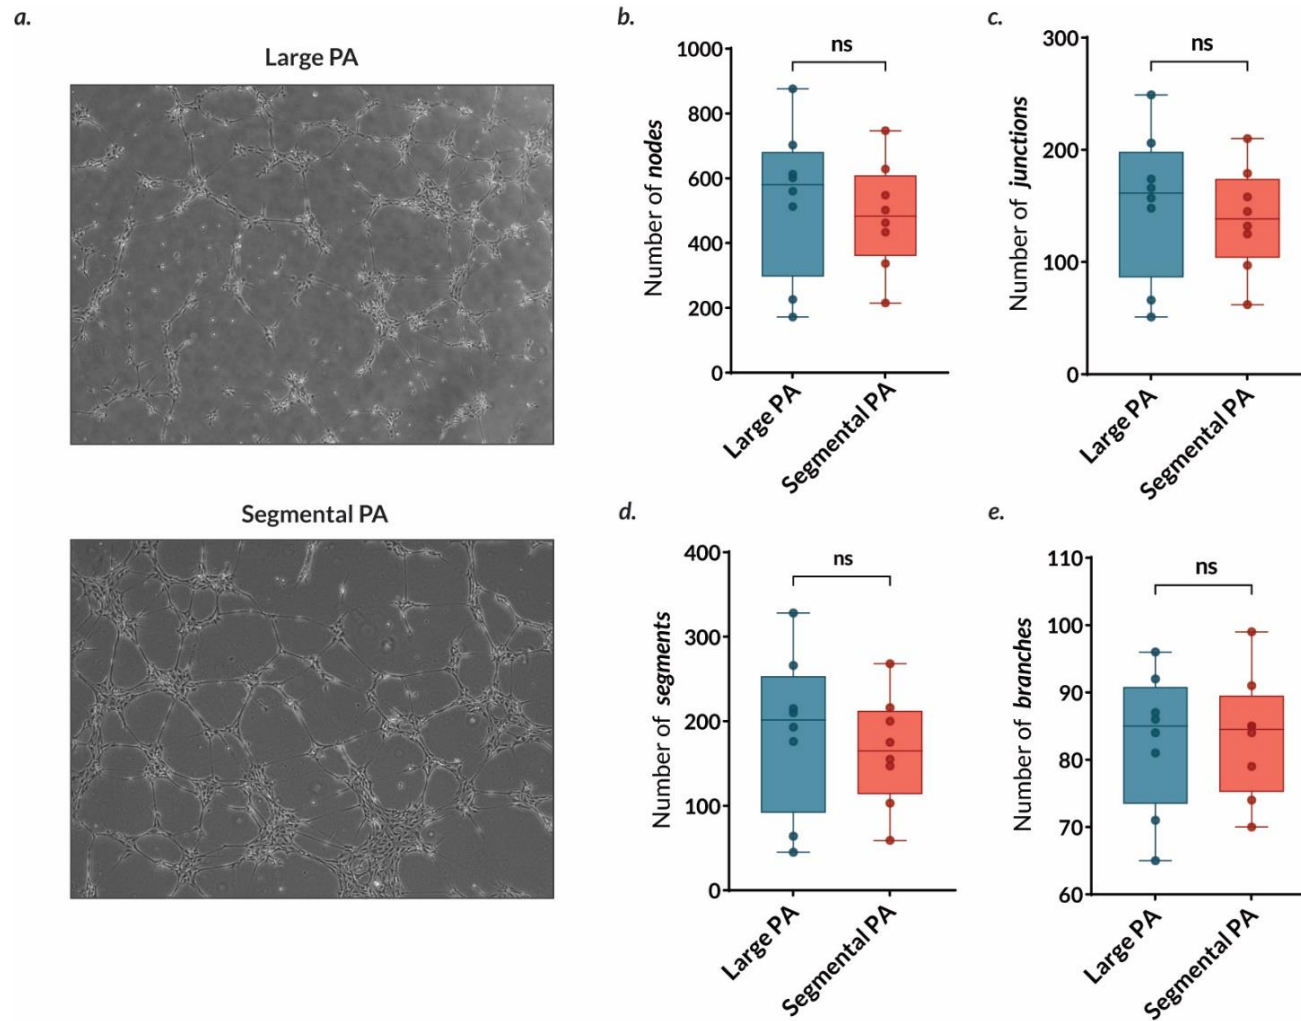 a.
Large PA
Segmental PA
b.
Number of nodes
1000
800
600
400
200
0
ns
Large PA
Segmental PA
c.
Number of junctions
300
200
100
0
ns
Large PA
Segmental PA
d.
Number of segments
400
300
200
100
0
ns
Large PA
Segmental PA
e.
Number of branches
110
100
90
80
70
60
ns
Large PA
Segmental PA